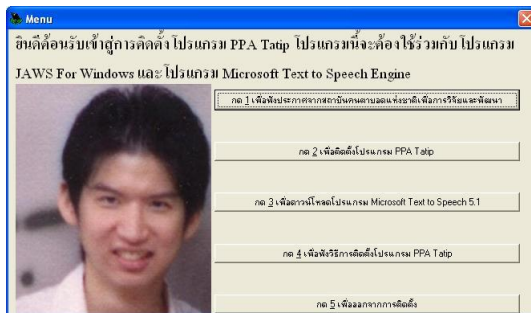 Menu
ยินดีต้อนรับเข้าสู่การติดตั้งโปรแกรม PPA Tatip โปรแกรมนี้จะต้องใช้ร่วมกับโปรแกรม
JAWS For Windows และโปรแกรม Microsoft Text to Speech Engine
กด 1 เพื่อฟังประกาศจากสถาบันคนตาบอดแห่งชาติเพื่อการวิจัยและพัฒนา
กด 2 เพื่อติดตั้งโปรแกรม PPA Tatip
กด 3 เพื่อดาวน์โหลดโปรแกรม Microsoft Text to Speech 5.1
กด 4 เพื่อฟังวิธีการติดตั้งโปรแกรม PPA Tatip
กด 5 เพื่อออกจากการติดตั้ง